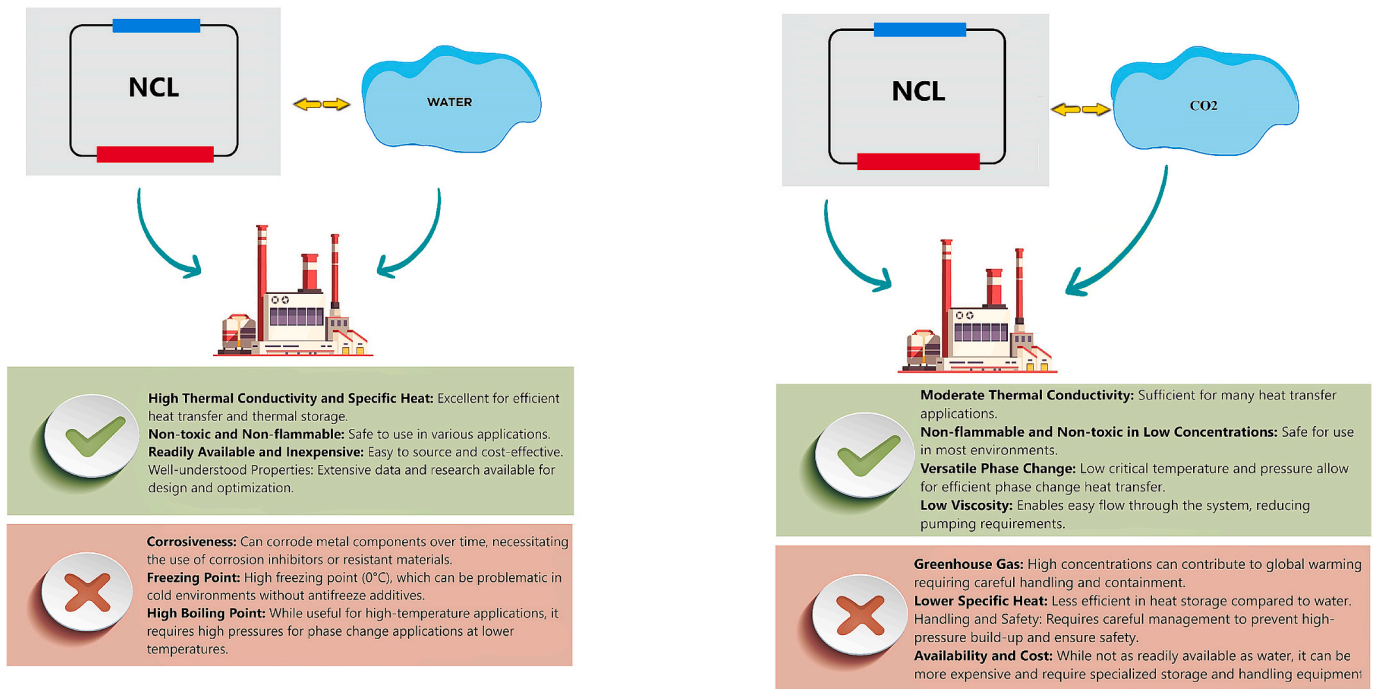 NCL
WATER
High Thermal Conductivity and Specific Heat: Excellent for efficient
heat transfer and thermal storage.
Non-toxic and Non-flammable: Safe to use in various applications.
Readily Available and Inexpensive: Easy to source and cost-effective.
Well-understood Properties: Extensive data and research available for
design and optimization.
Corrosiveness: Can corrode metal components over time, necessitating
the use of corrosion inhibitors or resistant materials.
Freezing Point: High freezing point (0°C), which can be problematic in
cold environments without antifreeze additives.
High Boiling Point: While useful for high-temperature applications, it
requires high pressures for phase change applications at lower
temperatures.
NCL
CO2
Moderate Thermal Conductivity: Sufficient for many heat transfer
applications.
Non-flammable and Non-toxic in Low Concentrations: Safe for use
in most environments.
Versatile Phase Change: Low critical temperature and pressure allow
for efficient phase change heat transfer.
Low Viscosity: Enables easy flow through the system, reducing
pumping requirements.
Greenhouse Gas: High concentrations can contribute to global warming
requiring careful handling and containment.
Lower Specific Heat: Less efficient in heat storage compared to water.
Handling and Safety: Requires careful management to prevent high-
pressure build-up and ensure safety.
Availability and Cost: While not as readily available as water, it can be
more expensive and require specialized storage and handling equipment